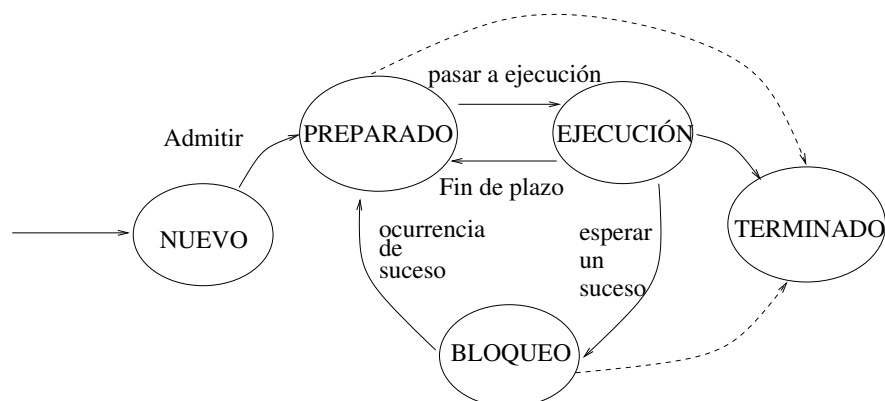 pasar a ejecución
PREPARADO
EJECUCIÓN
Admitir
Fin de plazo
NUEVO
ocurrencia
de
suceso
esperar
un
suceso
TERMINADO
BLOQUEO